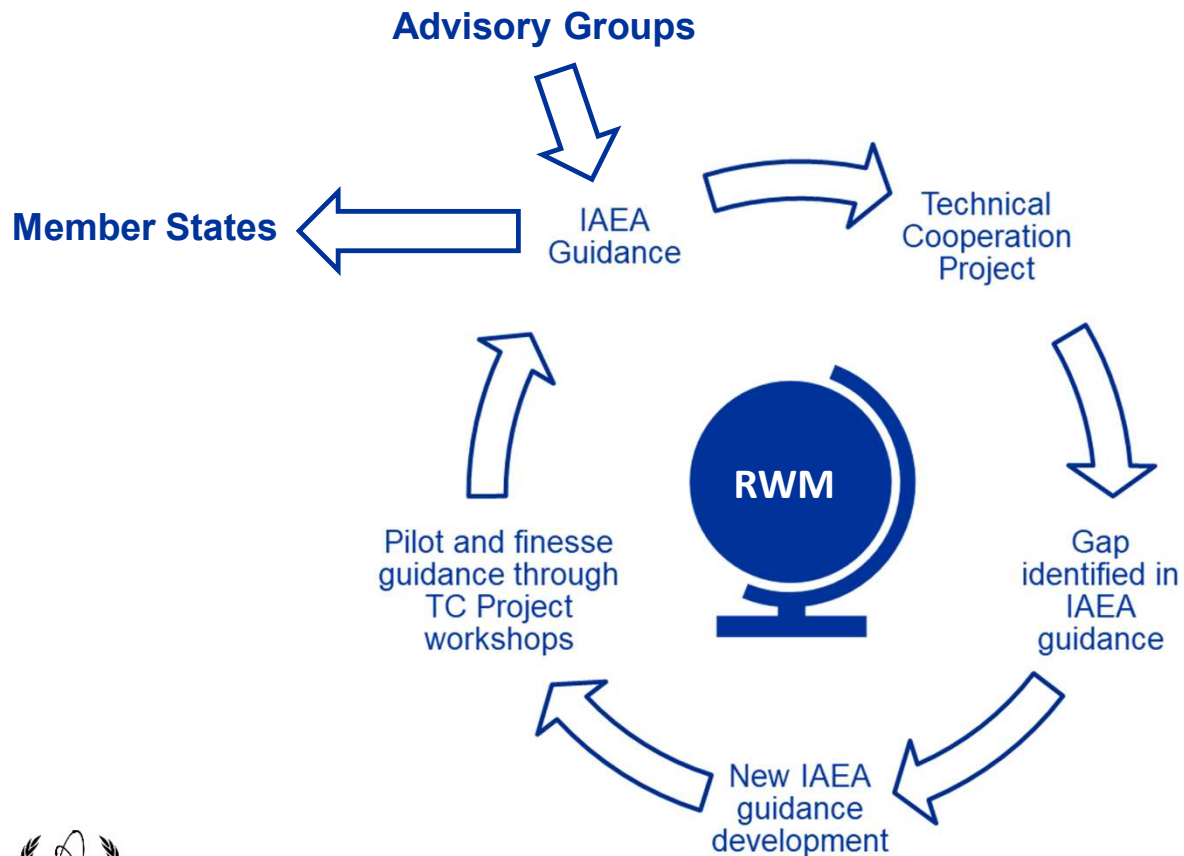 Advisory Groups
Member States
IAEA
Guidance
Technical
Cooperation
Project
RWM
Gap
identified in
IAEA
guidance
New IAEA
guidance
development
Pilot and finesse
guidance through
TC Project
workshops